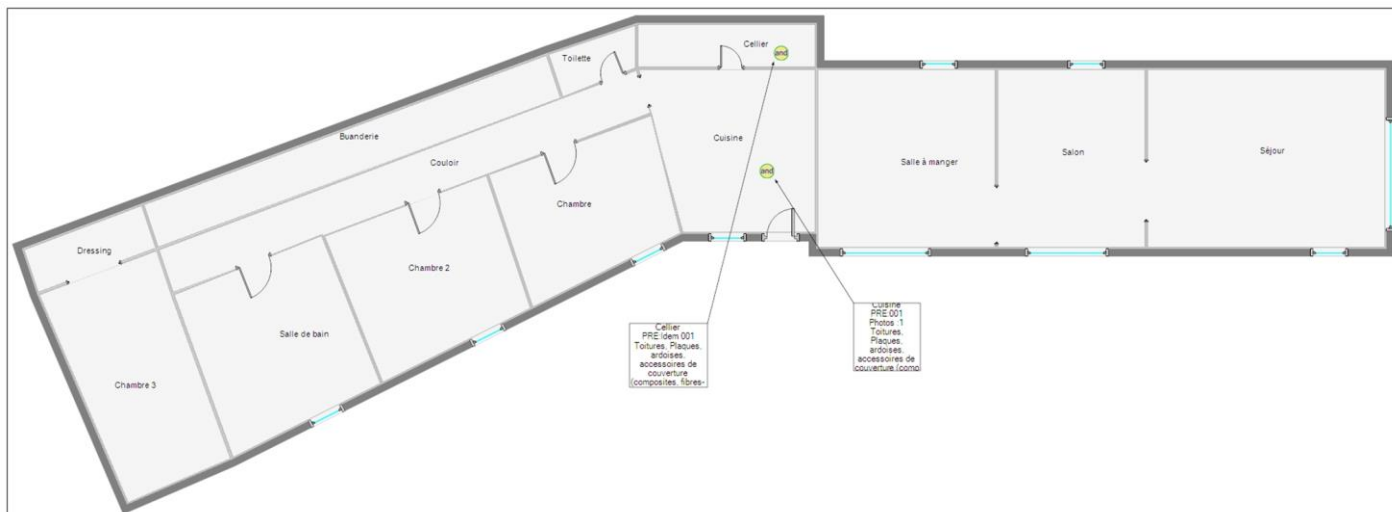 Cellier
and
Toilette
Buanderie
Cuisine
Couloir
Salle à manger
Salon
Séjour
and
Chambre
Dressing
Chambre 2
Salle de bain
Chambre 3
Cellier
PRE:Idem 001
Toitures, Plaques,
ardoises,
accessoires de
couverture
(composites, fibres-
Cuisine
PRE:001
Photos : 1
Toitures,
Plaques,
ardoises,
accessoires de
couverture (comp